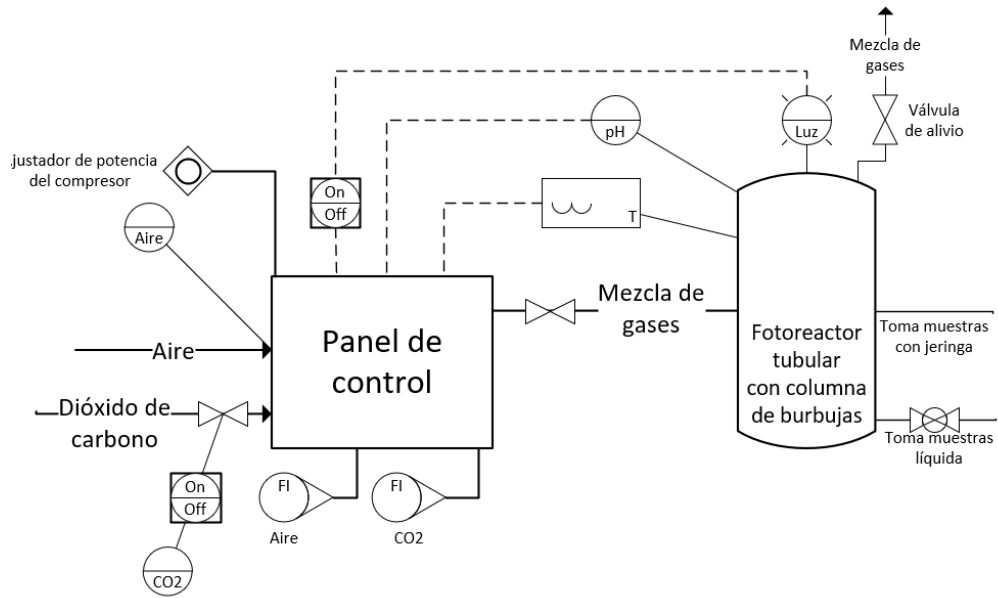 Mezcla de
gases
Válvula
de alivio
Luz
pH
justador de potencia
del compresor
On
Off
T
Aire
Mezcla de
gases
Panel de
control
Fotoreactor
tubular
con columna
de burbujas
Toma muestras
con jeringa
Aire
Dióxido de
carbono
Toma muestras
líquida
On
Off
FI
Aire
FI
CO2
CO2